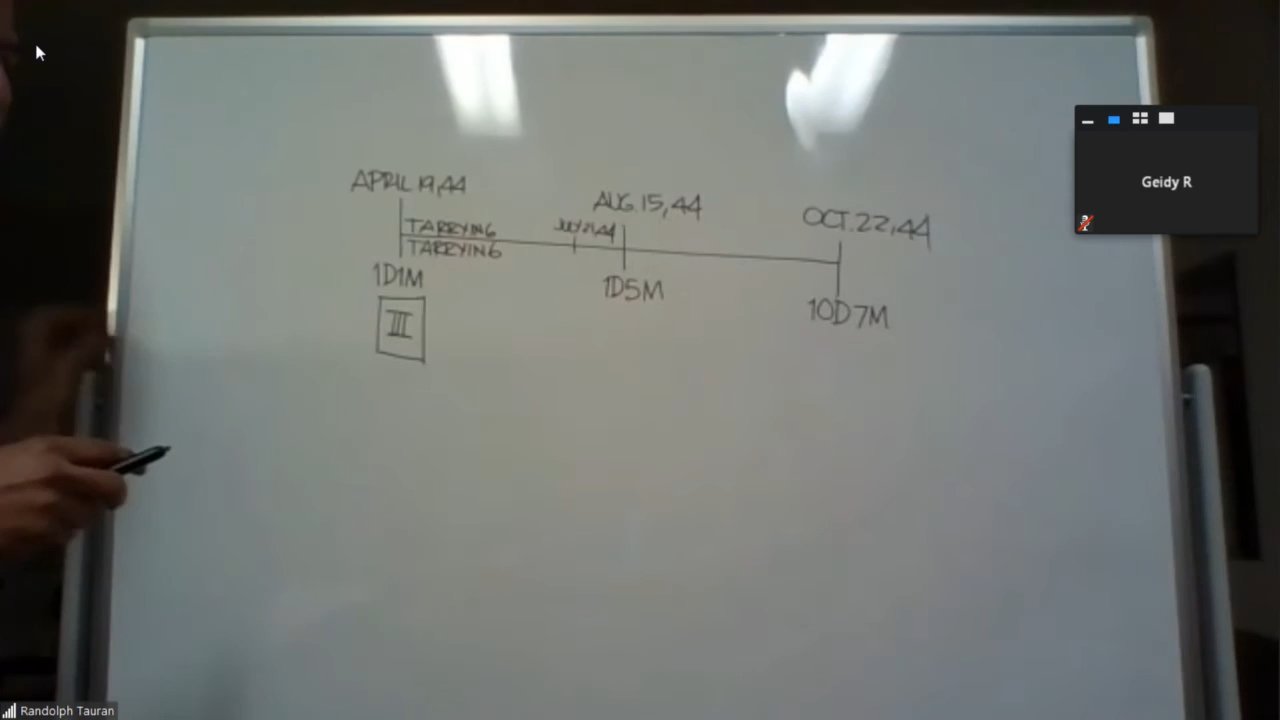 Geidy R
APRIL 19,44
AUG.15,44
OCT.22,44
TARRYING
JULY 21,44
TARRYING
1D1M
1D5M
10D7M
III
Randolph Tauran